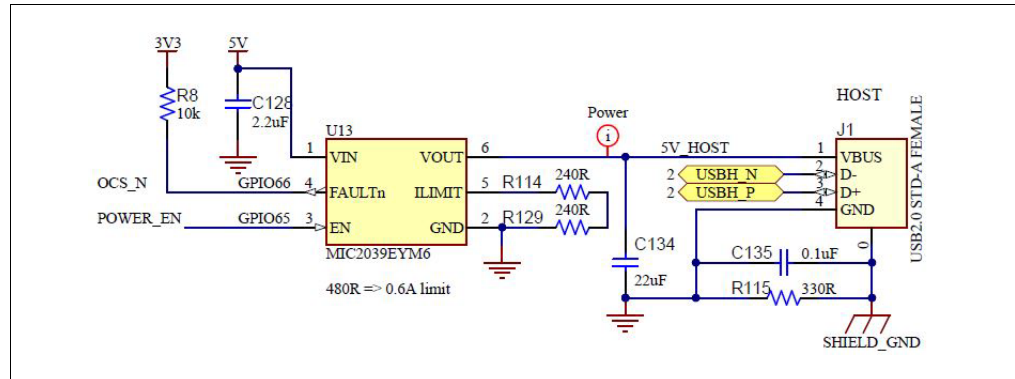 3V3
5V
R8
10k
C128
2.2uF
U13
1 VIN
VOUT 6
OCS_N
GPIO66
4 FAULTn
ILIMIT 5
R114
240R
POWER_EN
GPIO65
3 EN
GND 2
R129
240R
MIC2039EYM6
480R => 0.6A limit
Power
i
5V_HOST
HOST
J1
1 VBUS
2 USBH_N 2 D-
2 USBH_P 3 D+
4 GND
0
USB2.0 STD-A FEMALE
C134
22uF
C135
0.1uF
R115
330R
SHIELD_GND